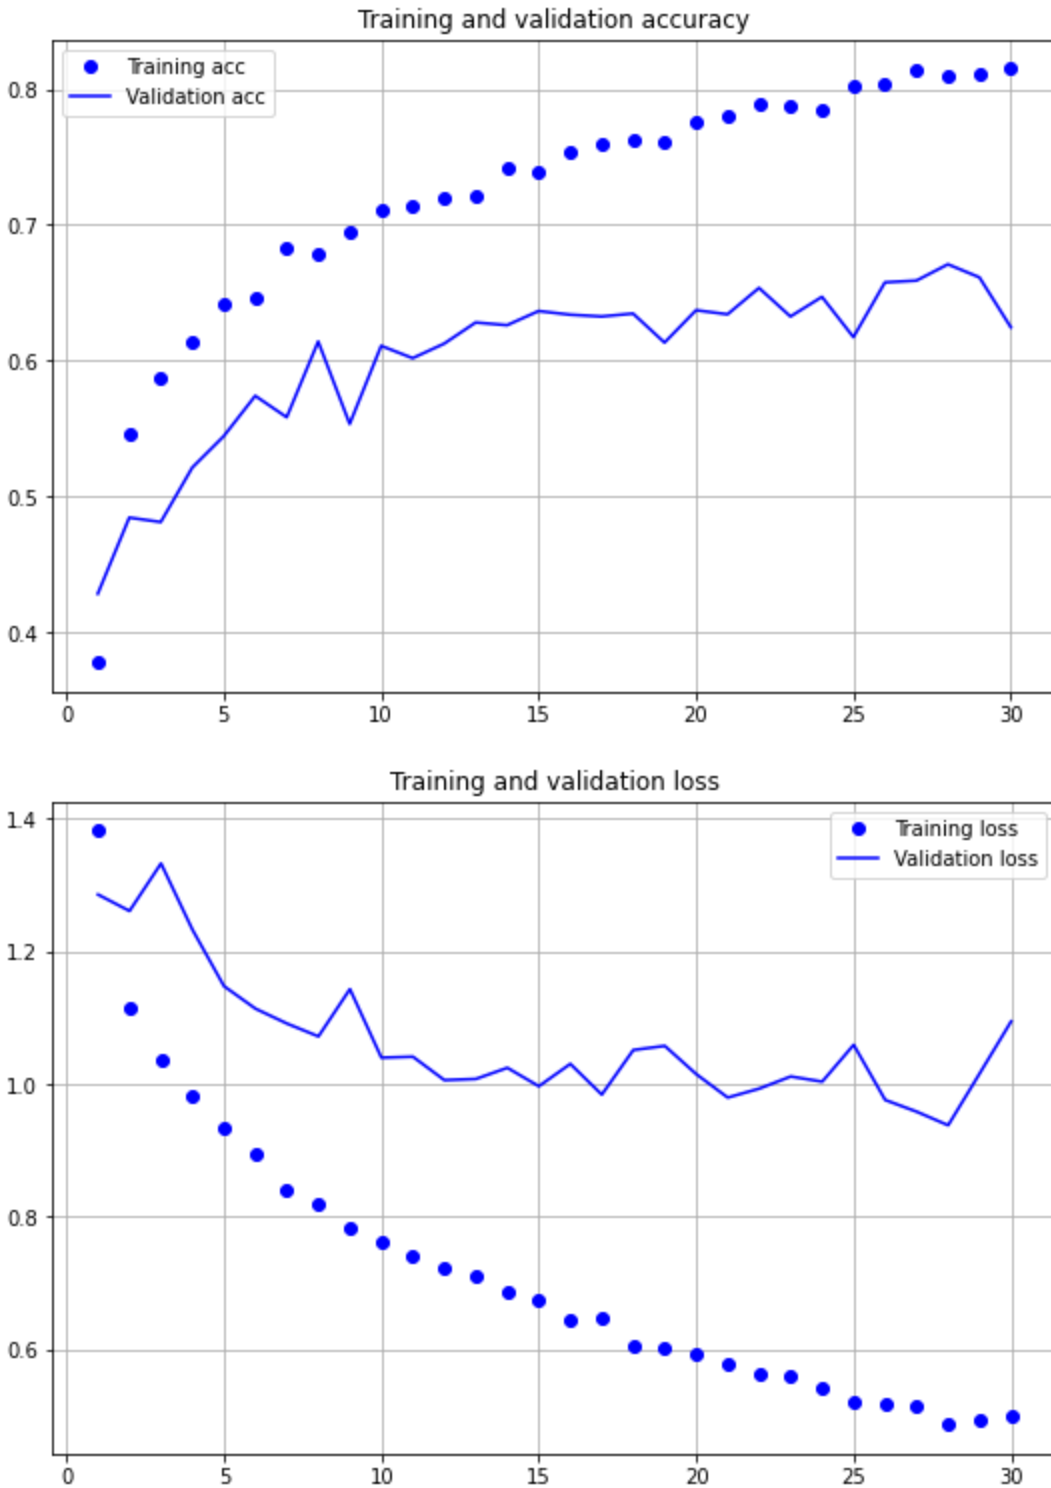 Training and validation accuracy
Training acc
Validation acc
0.8
0.7
0.6
0.5
0.4
0 5 10 15 20 25 30
Training and validation loss
Training loss
Validation loss
1.4
1.2
1.0
0.8
0.6
0 5 10 15 20 25 30